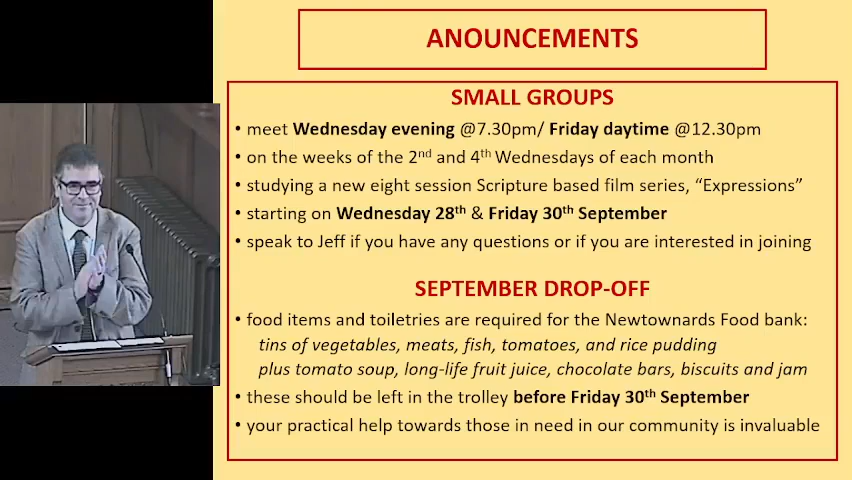 ANOUNCEMENTS
SMALL GROUPS
• meet Wednesday evening @7.30pm/ Friday daytime @12.30pm
• on the weeks of the 2nd and 4th Wednesdays of each month
• studying a new eight session Scripture based film series, “Expressions”
• starting on Wednesday 28th & Friday 30th September
• speak to Jeff if you have any questions or if you are interested in joining
SEPTEMBER DROP-OFF
• food items and toiletries are required for the Newtownards Food bank:
tins of vegetables, meats, fish, tomatoes, and rice pudding
plus tomato soup, long-life fruit juice, chocolate bars, biscuits and jam
• these should be left in the trolley before Friday 30th September
• your practical help towards those in need in our community is invaluable